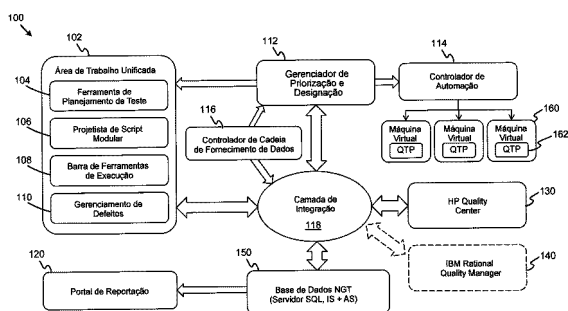 100
102
Área de Trabalho Unificada
104
Ferramenta de
Planejamento de Teste
106
Projetista de Script
Modular
108
Barra de Ferramentas
de Execução
110
Gerenciamento de
Defeitos
112
Gerenciador de
Priorização e
Designação
114
Controlador de
Automação
116
Controlador de Cadeia
de Fornecimento de Dados
Máquina
Virtual
QTP
Máquina
Virtual
QTP
Máquina
Virtual
QTP
160
162
Camada de
Integração
118
HP Quality
Center
130
IBM Rational
Quality Manager
140
120
Portal de Reportação
150
Base de Dados NGT
(Servidor SQL, IS + AS)